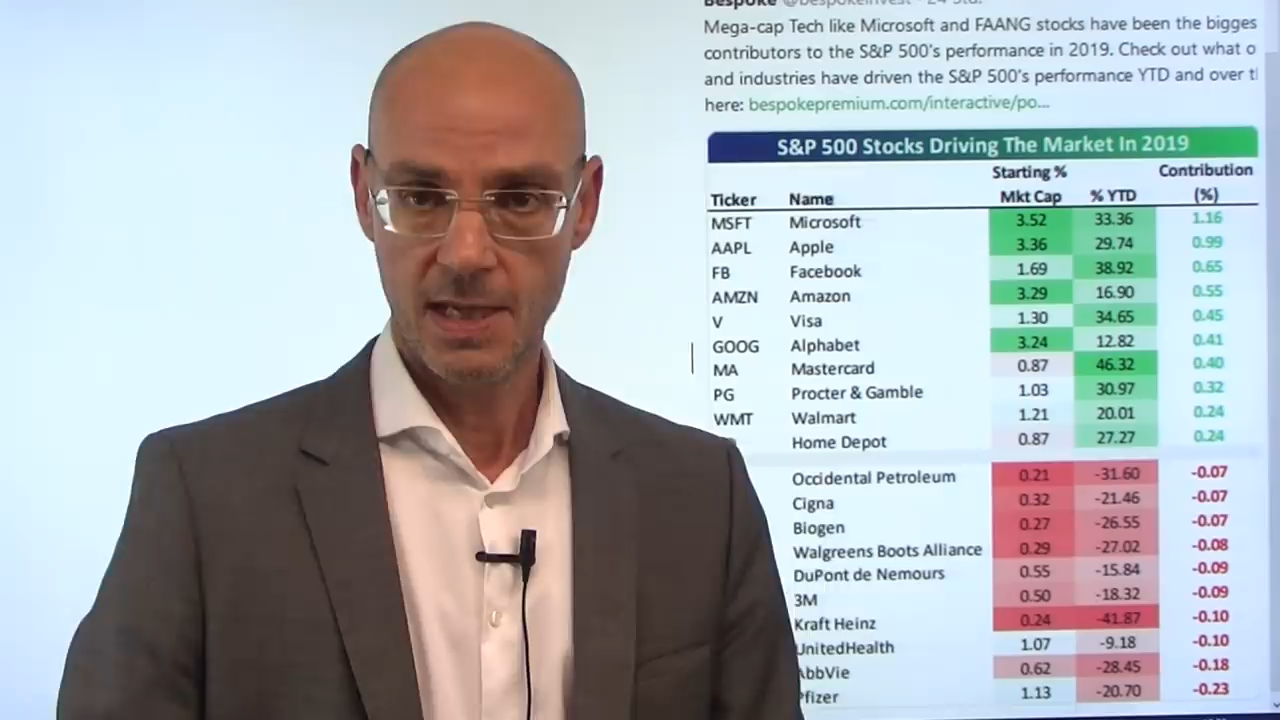 Bespoke @bespokeinvest · 24 Std.
Mega-cap Tech like Microsoft and FAANG stocks have been the bigges
contributors to the S&P 500's performance in 2019. Check out what o
and industries have driven the S&P 500's performance YTD and over t
here: bespokepremium.com/interactive/po...
S&P 500 Stocks Driving The Market In 2019
Starting % Contribution
Ticker Name Mkt Cap % YTD (%)
MSFT Microsoft 3.52 33.36 1.16
AAPL Apple 3.36 29.74 0.99
FB Facebook 1.69 38.92 0.65
AMZN Amazon 3.29 16.90 0.55
V Visa 1.30 34.65 0.45
GOOG Alphabet 3.24 12.82 0.41
MA Mastercard 0.87 46.32 0.40
PG Procter & Gamble 1.03 30.97 0.32
WMT Walmart 1.21 20.01 0.24
Home Depot 0.87 27.27 0.24
Occidental Petroleum 0.21 -31.60 -0.07
Cigna 0.32 -21.46 -0.07
Biogen 0.27 -26.55 -0.07
Walgreens Boots Alliance 0.29 -27.02 -0.08
DuPont de Nemours 0.55 -15.84 -0.09
3M 0.50 -18.32 -0.09
Kraft Heinz 0.24 -41.87 -0.10
UnitedHealth 1.07 -9.18 -0.10
AbbVie 0.62 -28.45 -0.18
Pfizer 1.13 -20.70 -0.23